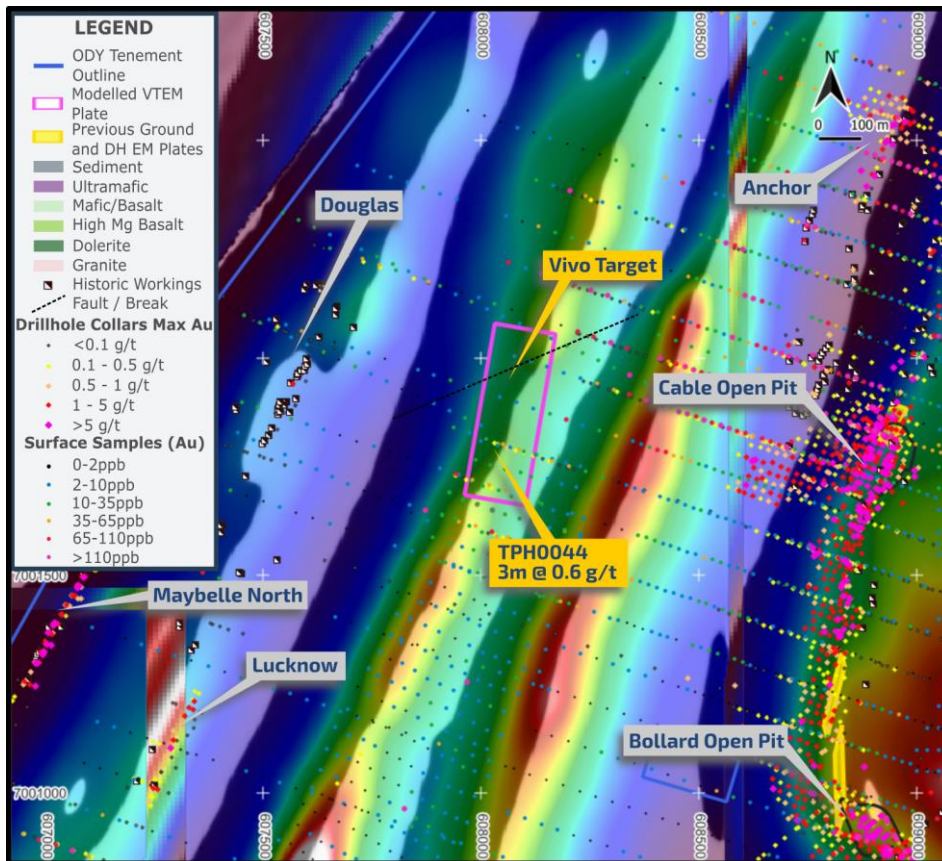 LEGEND
ODY Tenement
Outline
Modelled VTEM
Plate
Previous Ground
and DH EM Plates
Sediment
Ultramafic
Mafic/Basalt
High Mg Basalt
Dolerite
Granite
Historic Workings
Fault / Break
Drillhole Collars Max Au
<0.1 g/t
0.1 - 0.5 g/t
0.5 - 1 g/t
1 - 5 g/t
>5 g/t
Surface Samples (Au)
0-2ppb
2-10ppb
10-35ppb
35-65ppb
65-110ppb
>110ppb
607500
608000
608500
609000
N
0 100 m
Anchor
Douglas
Vivo Target
Cable Open Pit
TPH0044
3m @ 0.6 g/t
7001500
Maybelle North
Lucknow
Bollard Open Pit
7001000
607000
607500
608000
608500
609000